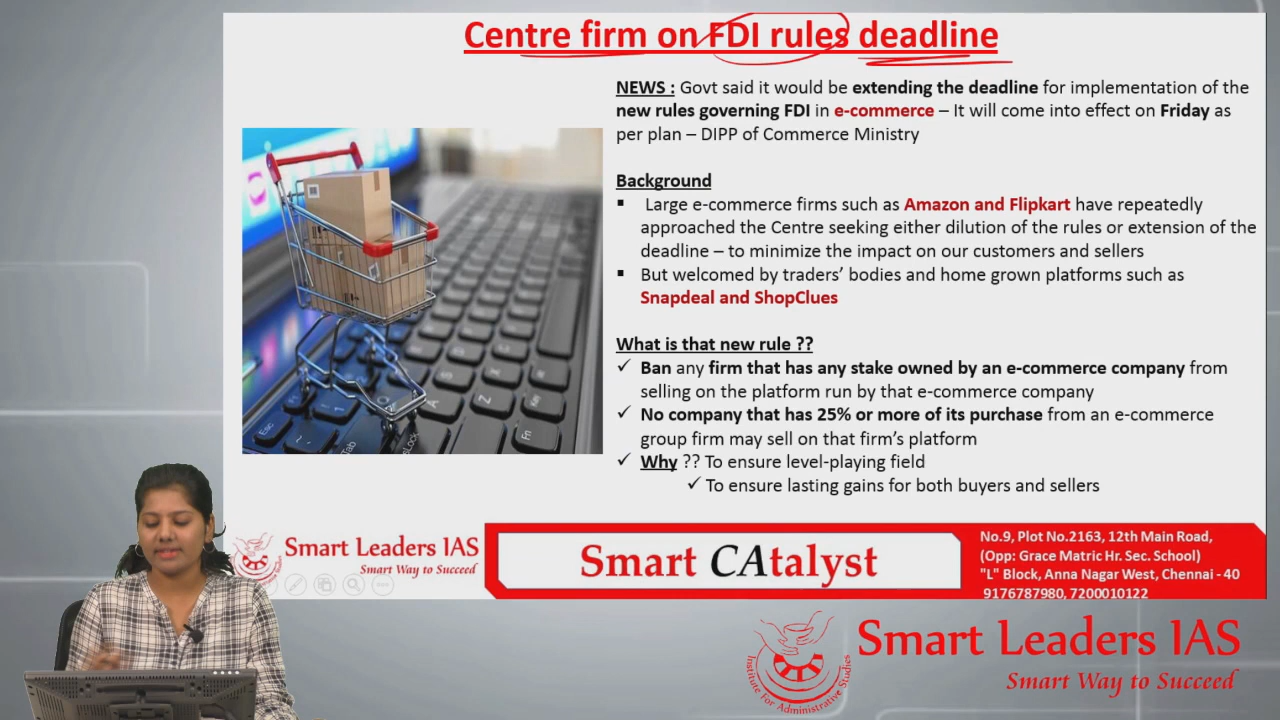 Centre firm on FDI rules deadline
NEWS : Govt said it would be extending the deadline for implementation of the
new rules governing FDI in e-commerce – It will come into effect on Friday as
per plan – DIPP of Commerce Ministry
Background
▪ Large e-commerce firms such as Amazon and Flipkart have repeatedly
approached the Centre seeking either dilution of the rules or extension of the
deadline – to minimize the impact on our customers and sellers
▪ But welcomed by traders’ bodies and home grown platforms such as
Snapdeal and ShopClues
What is that new rule ??
✓ Ban any firm that has any stake owned by an e-commerce company from
selling on the platform run by that e-commerce company
✓ No company that has 25% or more of its purchase from an e-commerce
group firm may sell on that firm’s platform
✓ Why ?? To ensure level-playing field
✓ To ensure lasting gains for both buyers and sellers
Smart Leaders IAS
Smart Way to Succeed
Smart CAtalyst
No.9, Plot No.2163, 12th Main Road,
(Opp: Grace Matric Hr. Sec. School)
"L" Block, Anna Nagar West, Chennai - 40
9176787980, 7200010122
Institute For Administrative Studies
Smart Leaders IAS
Smart Way to Succeed